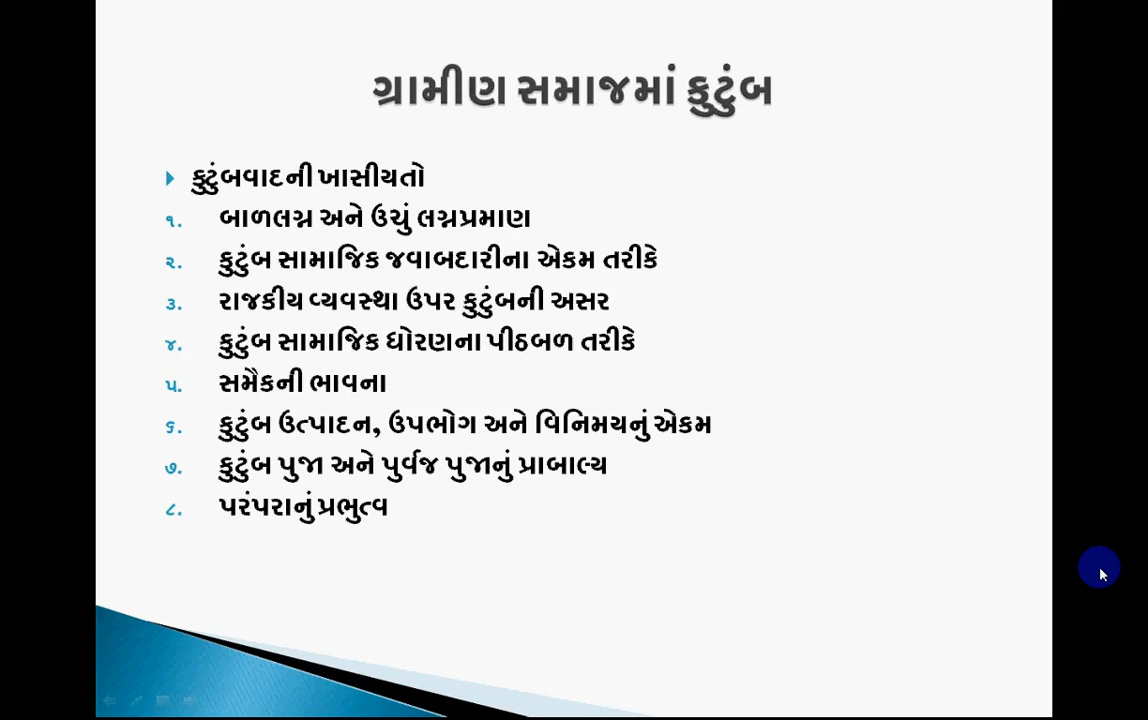 ગ્રામીણ સમાજમાં કુટુંબ
કુટુંબવાદની ખાસીયતો
૧. બાળલગ્ન અને ઉચું લગ્નપ્રમાણ
૨. કુટુંબ સામાજિક જવાબદારીના એકમ તરીકે
૩. રાજકીય વ્યવસ્થા ઉપર કુટુંબની અસર
૪. કુટુંબ સામાજિક ધોરણના પીઠબળ તરીકે
૫. સમૈકની ભાવના
૬. કુટુંબ ઉત્પાદન, ઉપભોગ અને વિનિમયનું એકમ
૭. કુટુંબ પુજા અને પુર્વજ પુજાનું પ્રાબાલ્ય
૮. પરંપરાનું પ્રભુત્વ